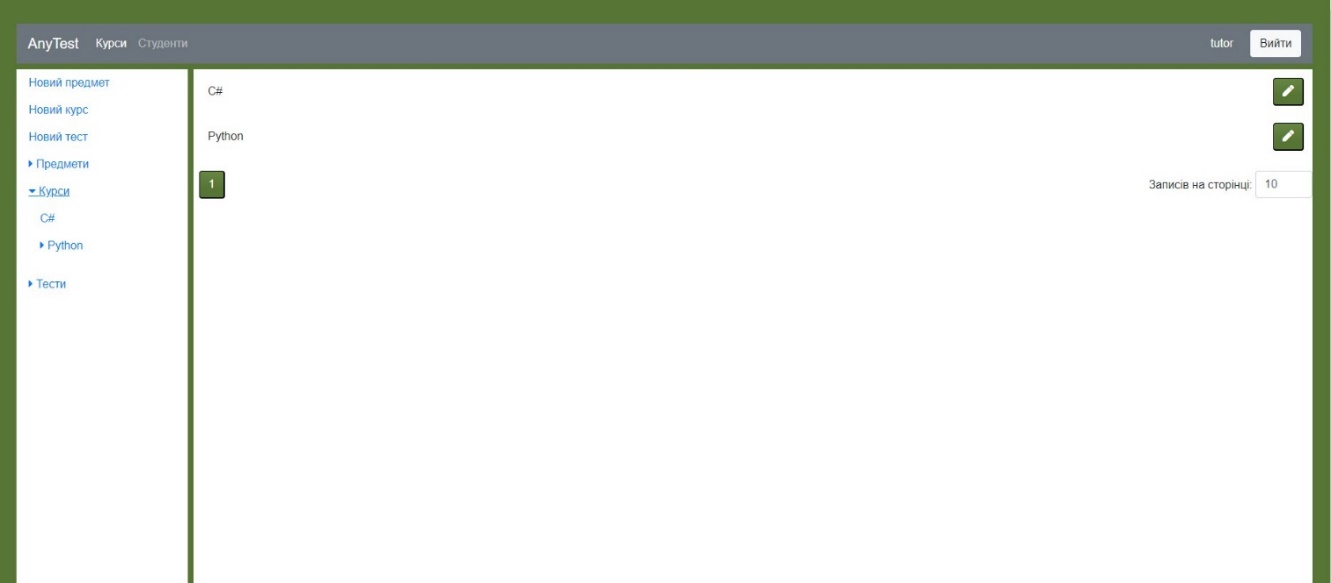 AnyTest Курси Студенти tutor Вийти
Новий предмет
Новий курс
Новий тест
Предмети
Курси
C#
Python
Тести
C#
Python
1 Записів на сторінці: 10